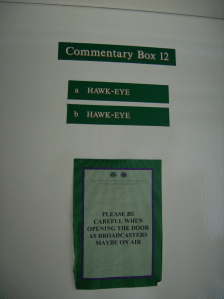 Commentary Box 12
a HAWK-EYE
b HAWK-EYE
PLEASE BE
CAREFUL WHEN
OPENING THE DOOR
AS BROADCASTERS
MAYBE ON AIR